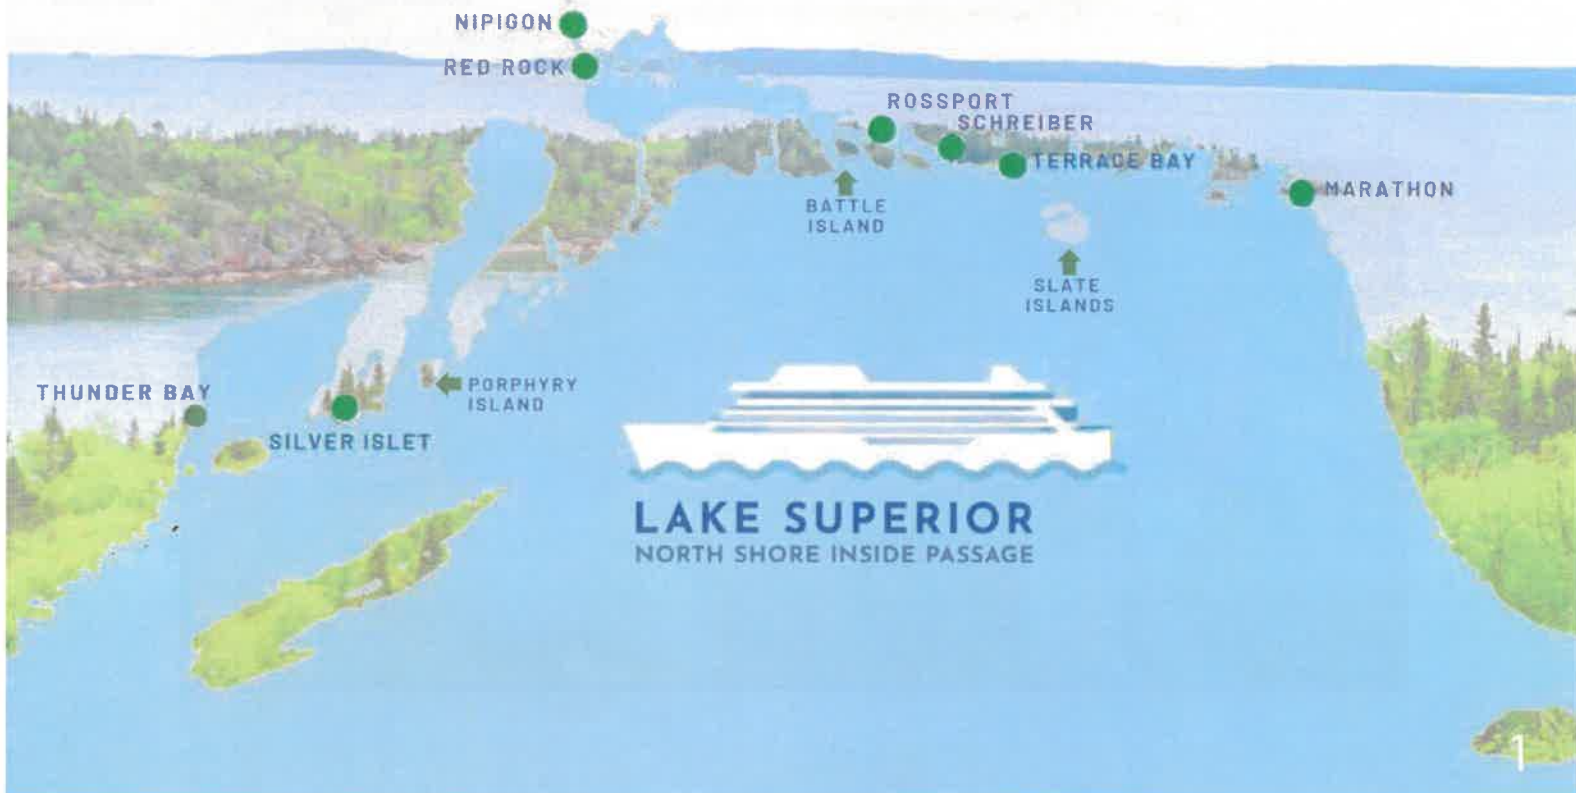 NIPIGON
RED ROCK
ROSSPORT
SCHREIBER
TERRACE BAY
MARATHON
BATTLE
ISLAND
SLATE
ISLANDS
THUNDER BAY
PORPHYRY
ISLAND
SILVER ISLET
LAKE SUPERIOR
NORTH SHORE INSIDE PASSAGE
1